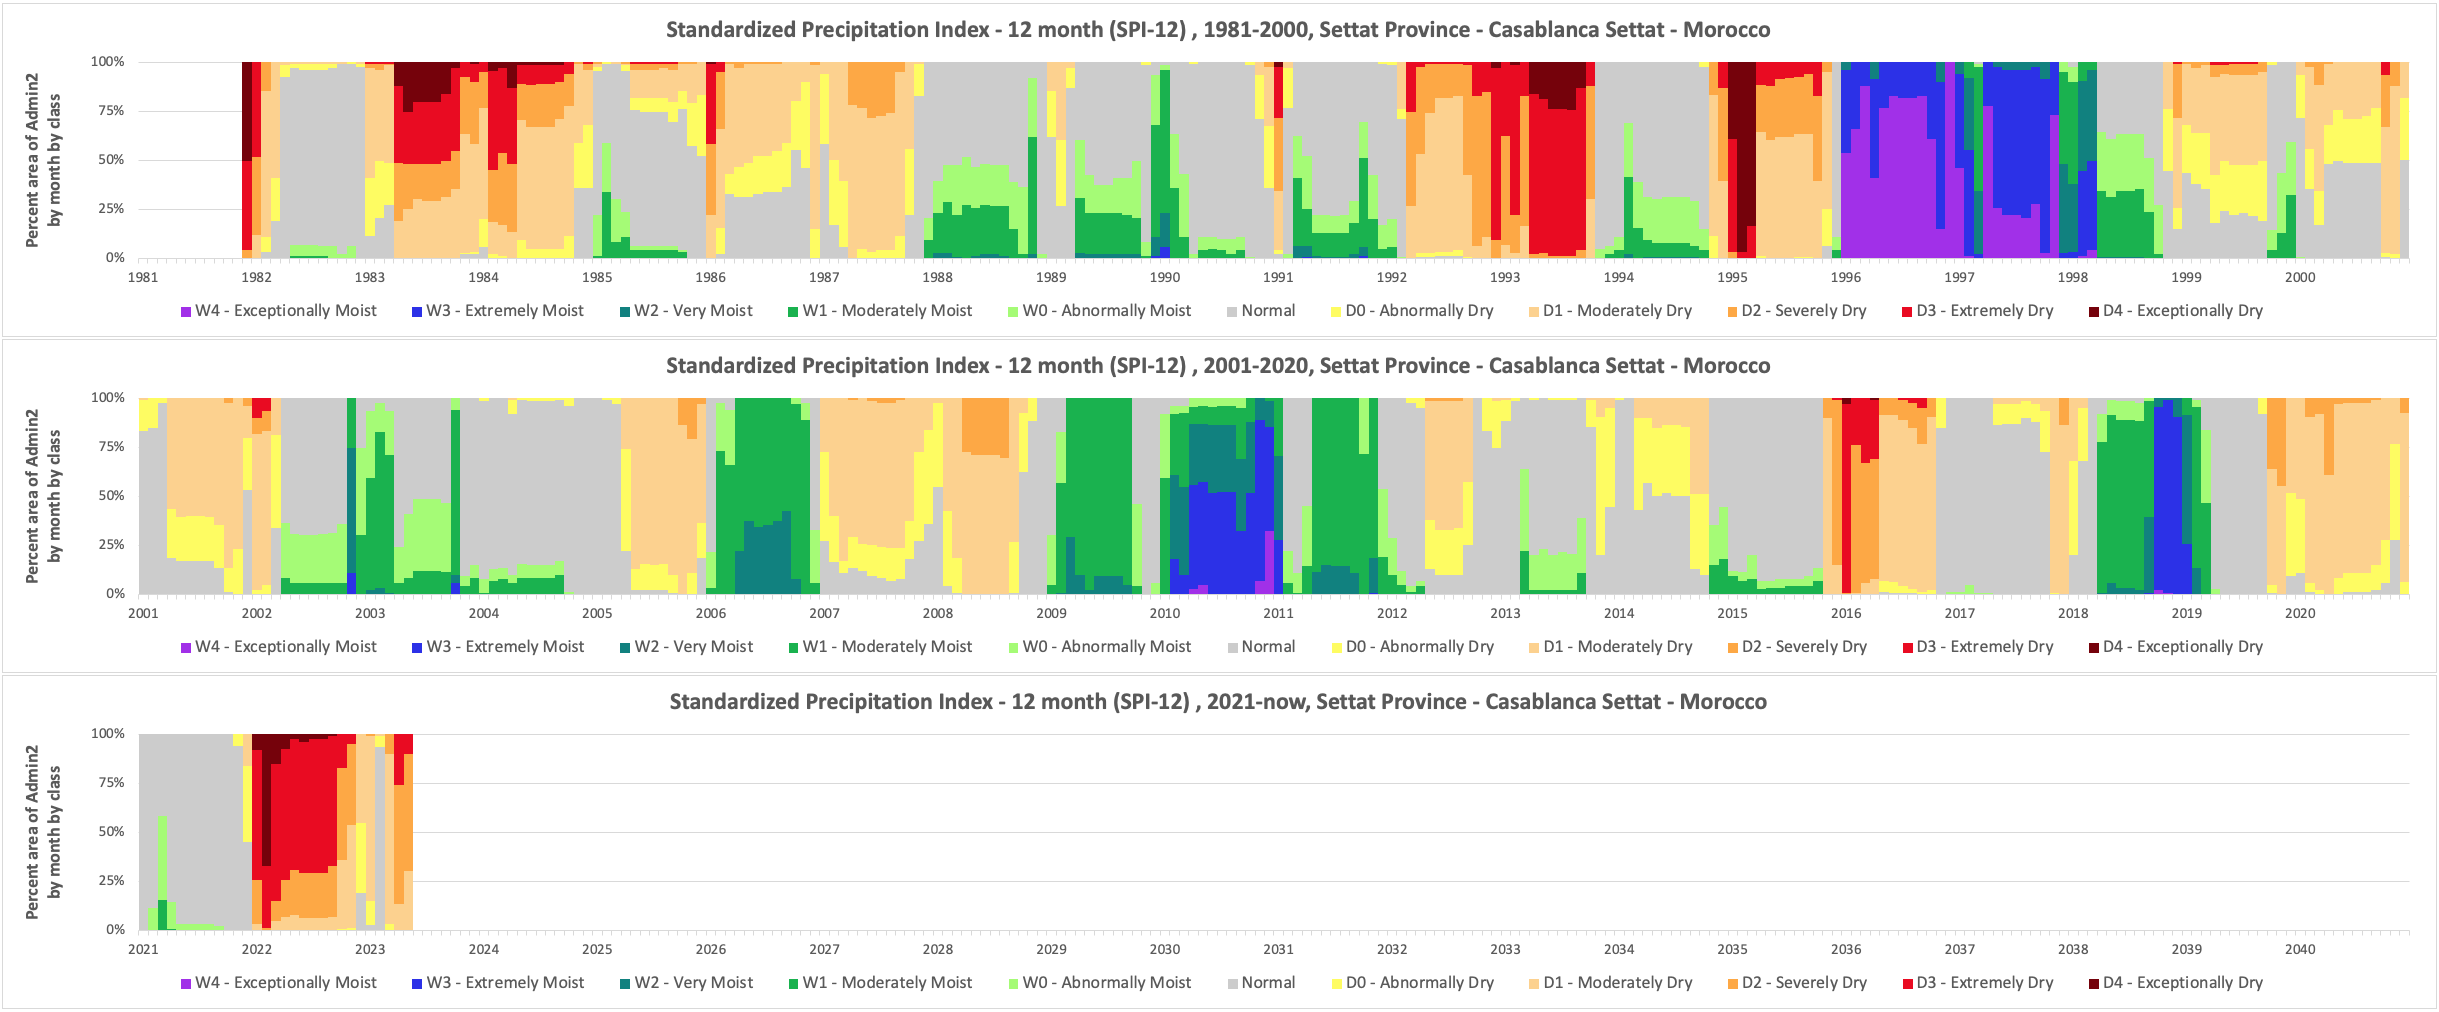 Standardized Precipitation Index - 12 month (SPI-12) , 1981-2000, Settat Province - Casablanca Settat - Morocco
Percent area of Admin2
by month by class
100%
75%
50%
25%
0%
1981 1982 1983 1984 1985 1986 1987 1988 1989 1990 1991 1992 1993 1994 1995 1996 1997 1998 1999 2000
W4 - Exceptionally Moist W3 - Extremely Moist W2 - Very Moist W1 - Moderately Moist W0 - Abnormally Moist Normal D0 - Abnormally Dry D1 - Moderately Dry D2 - Severely Dry D3 - Extremely Dry D4 - Exceptionally Dry
Standardized Precipitation Index - 12 month (SPI-12) , 2001-2020, Settat Province - Casablanca Settat - Morocco
Percent area of Admin2
by month by class
100%
75%
50%
25%
0%
2001 2002 2003 2004 2005 2006 2007 2008 2009 2010 2011 2012 2013 2014 2015 2016 2017 2018 2019 2020
W4 - Exceptionally Moist W3 - Extremely Moist W2 - Very Moist W1 - Moderately Moist W0 - Abnormally Moist Normal D0 - Abnormally Dry D1 - Moderately Dry D2 - Severely Dry D3 - Extremely Dry D4 - Exceptionally Dry
Standardized Precipitation Index - 12 month (SPI-12) , 2021-now, Settat Province - Casablanca Settat - Morocco
Percent area of Admin2
by month by class
100%
75%
50%
25%
0%
2021 2022 2023 2024 2025 2026 2027 2028 2029 2030 2031 2032 2033 2034 2035 2036 2037 2038 2039 2040
W4 - Exceptionally Moist W3 - Extremely Moist W2 - Very Moist W1 - Moderately Moist W0 - Abnormally Moist Normal D0 - Abnormally Dry D1 - Moderately Dry D2 - Severely Dry D3 - Extremely Dry D4 - Exceptionally Dry